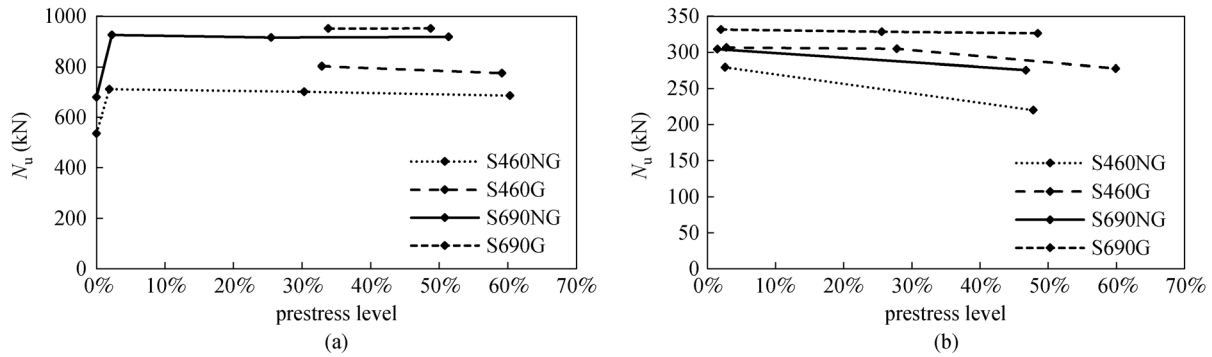 1000
800
600
400
200
0
N_u (kN)
0% 10% 20% 30% 40% 50% 60% 70%
prestress level
S460NG
S460G
S690NG
S690G
(a)
350
300
250
200
150
100
50
0
N_u (kN)
0% 10% 20% 30% 40% 50% 60% 70%
prestress level
S460NG
S460G
S690NG
S690G
(b)